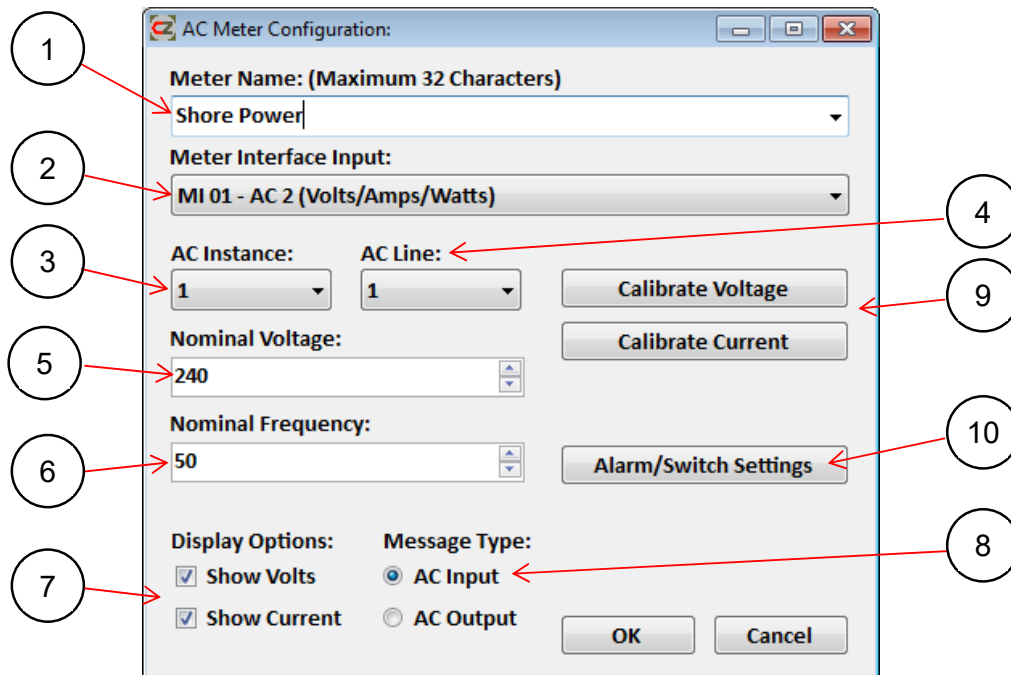 CZ AC Meter Configuration:
1
Meter Name: (Maximum 32 Characters)
Shore Power
2
Meter Interface Input:
MI 01 - AC 2 (Volts/Amps/Watts)
3
AC Instance: AC Line:
4
1 1 Calibrate Voltage
9
Nominal Voltage: Calibrate Current
5
240
Nominal Frequency:
10
6
50 Alarm/Switch Settings
Display Options: Message Type:
8
7
Show Volts AC Input
Show Current AC Output
OK Cancel